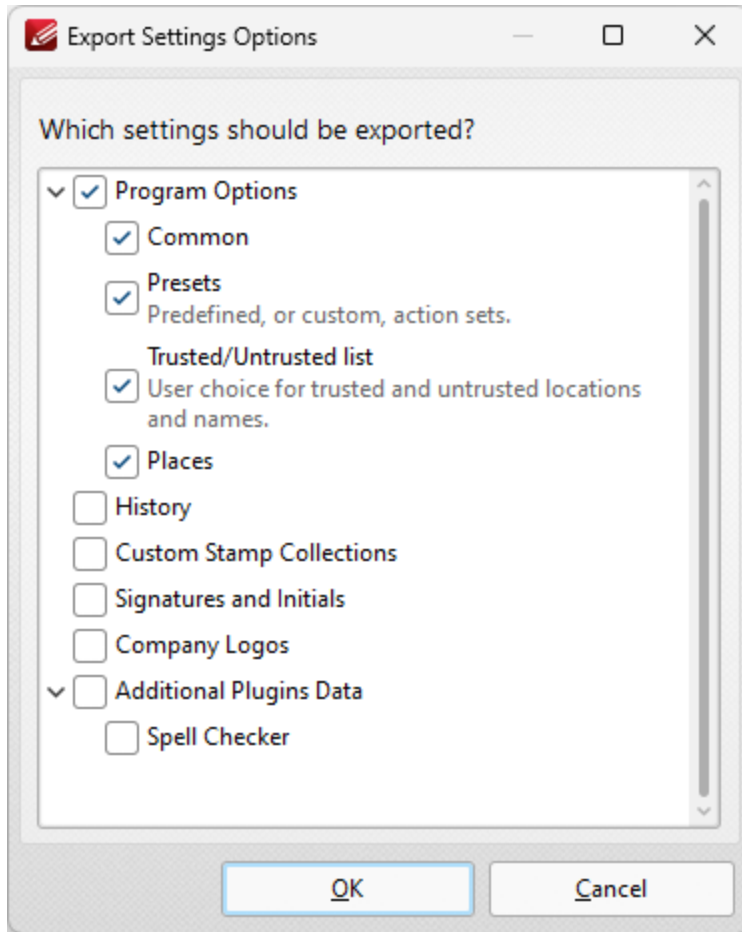 Export Settings Options
Which settings should be exported?
Program Options
Common
Presets
Predefined, or custom, action sets.
Trusted/Untrusted list
User choice for trusted and untrusted locations
and names.
Places
History
Custom Stamp Collections
Signatures and Initials
Company Logos
Additional Plugins Data
Spell Checker
OK
Cancel